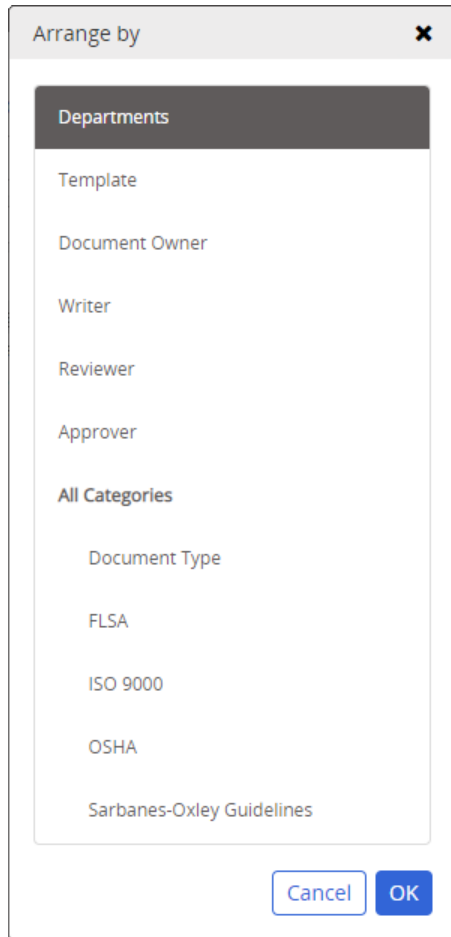 Arrange by
Departments
Template
Document Owner
Writer
Reviewer
Approver
All Categories
Document Type
FLSA
ISO 9000
OSHA
Sarbanes-Oxley Guidelines
Cancel OK